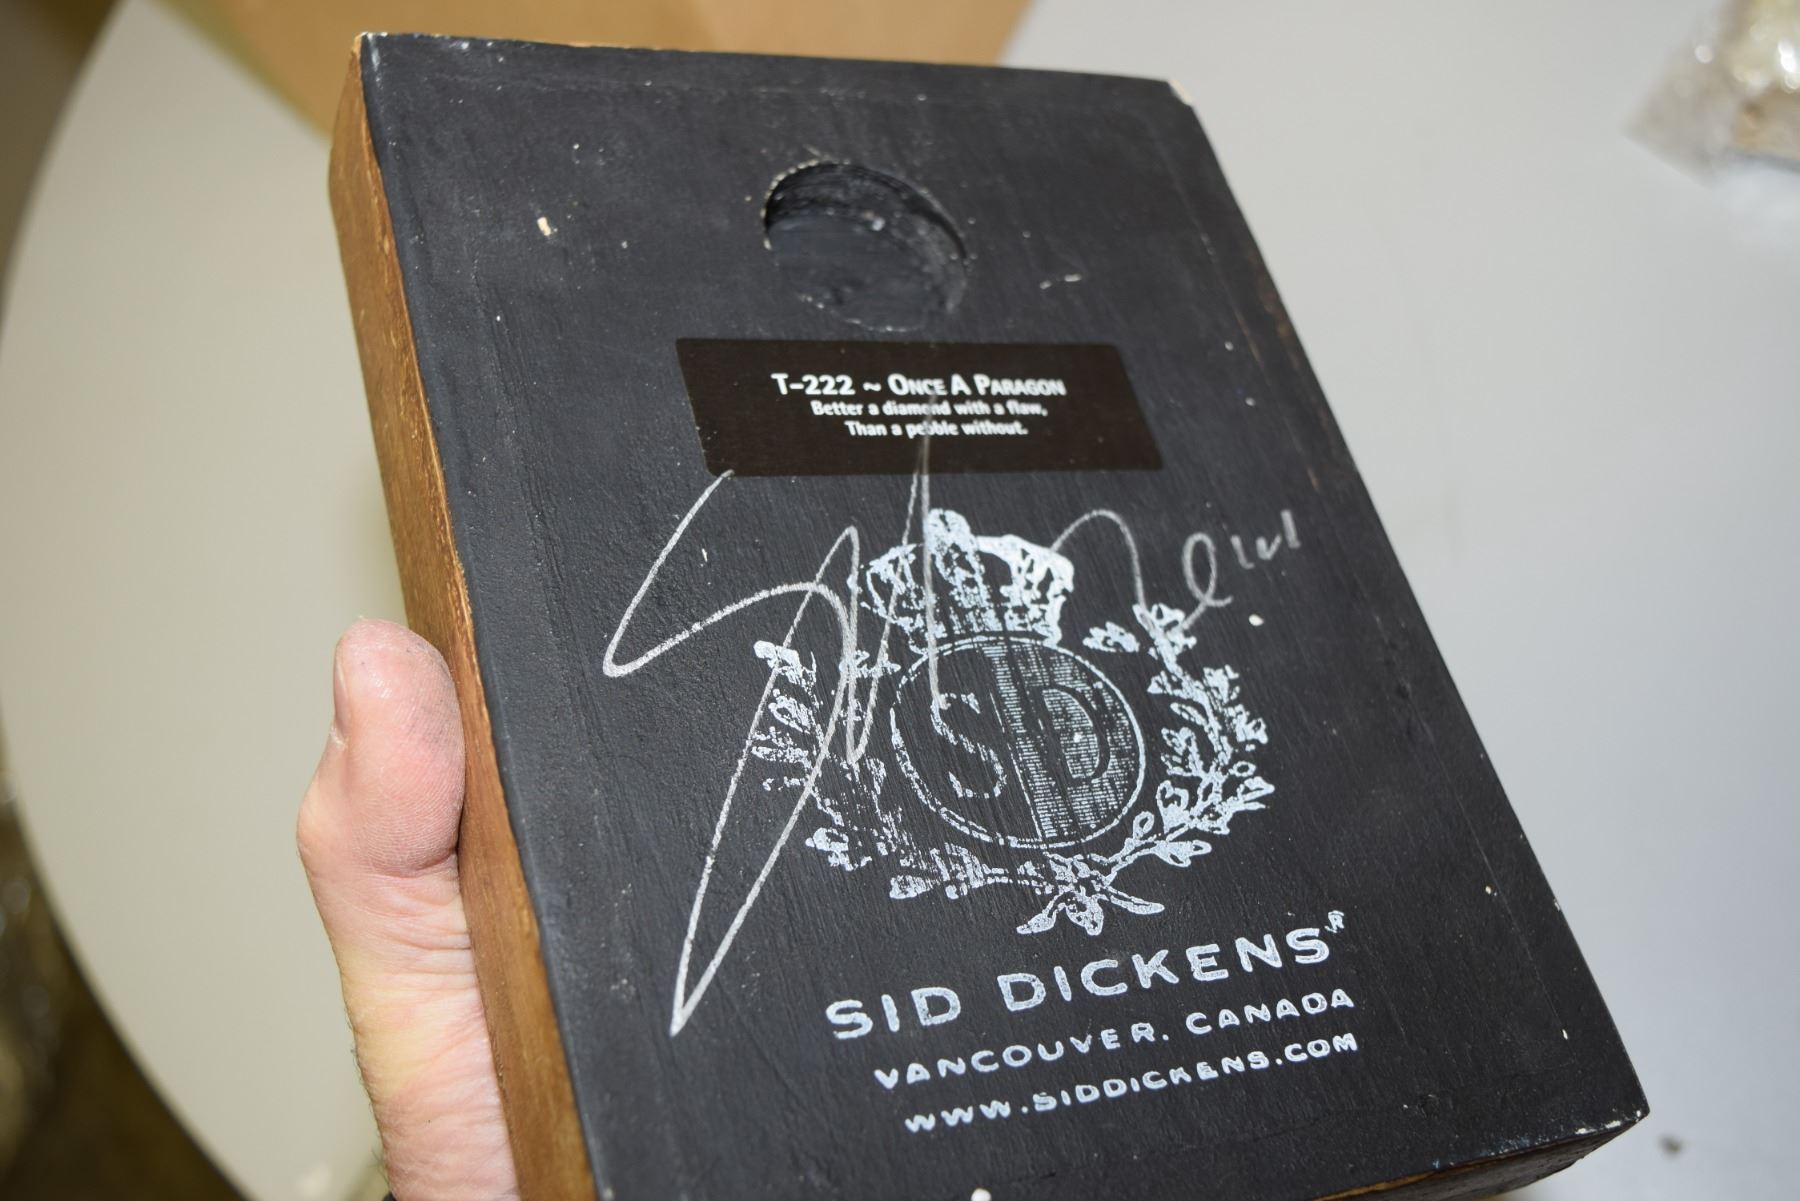 T-222 ~ ONCE A PARAGON
Better a diamond with a flaw,
Than a pebble without.
SD
SID DICKENS®
VANCOUVER, CANADA
WWW.SIDDICKENS.COM